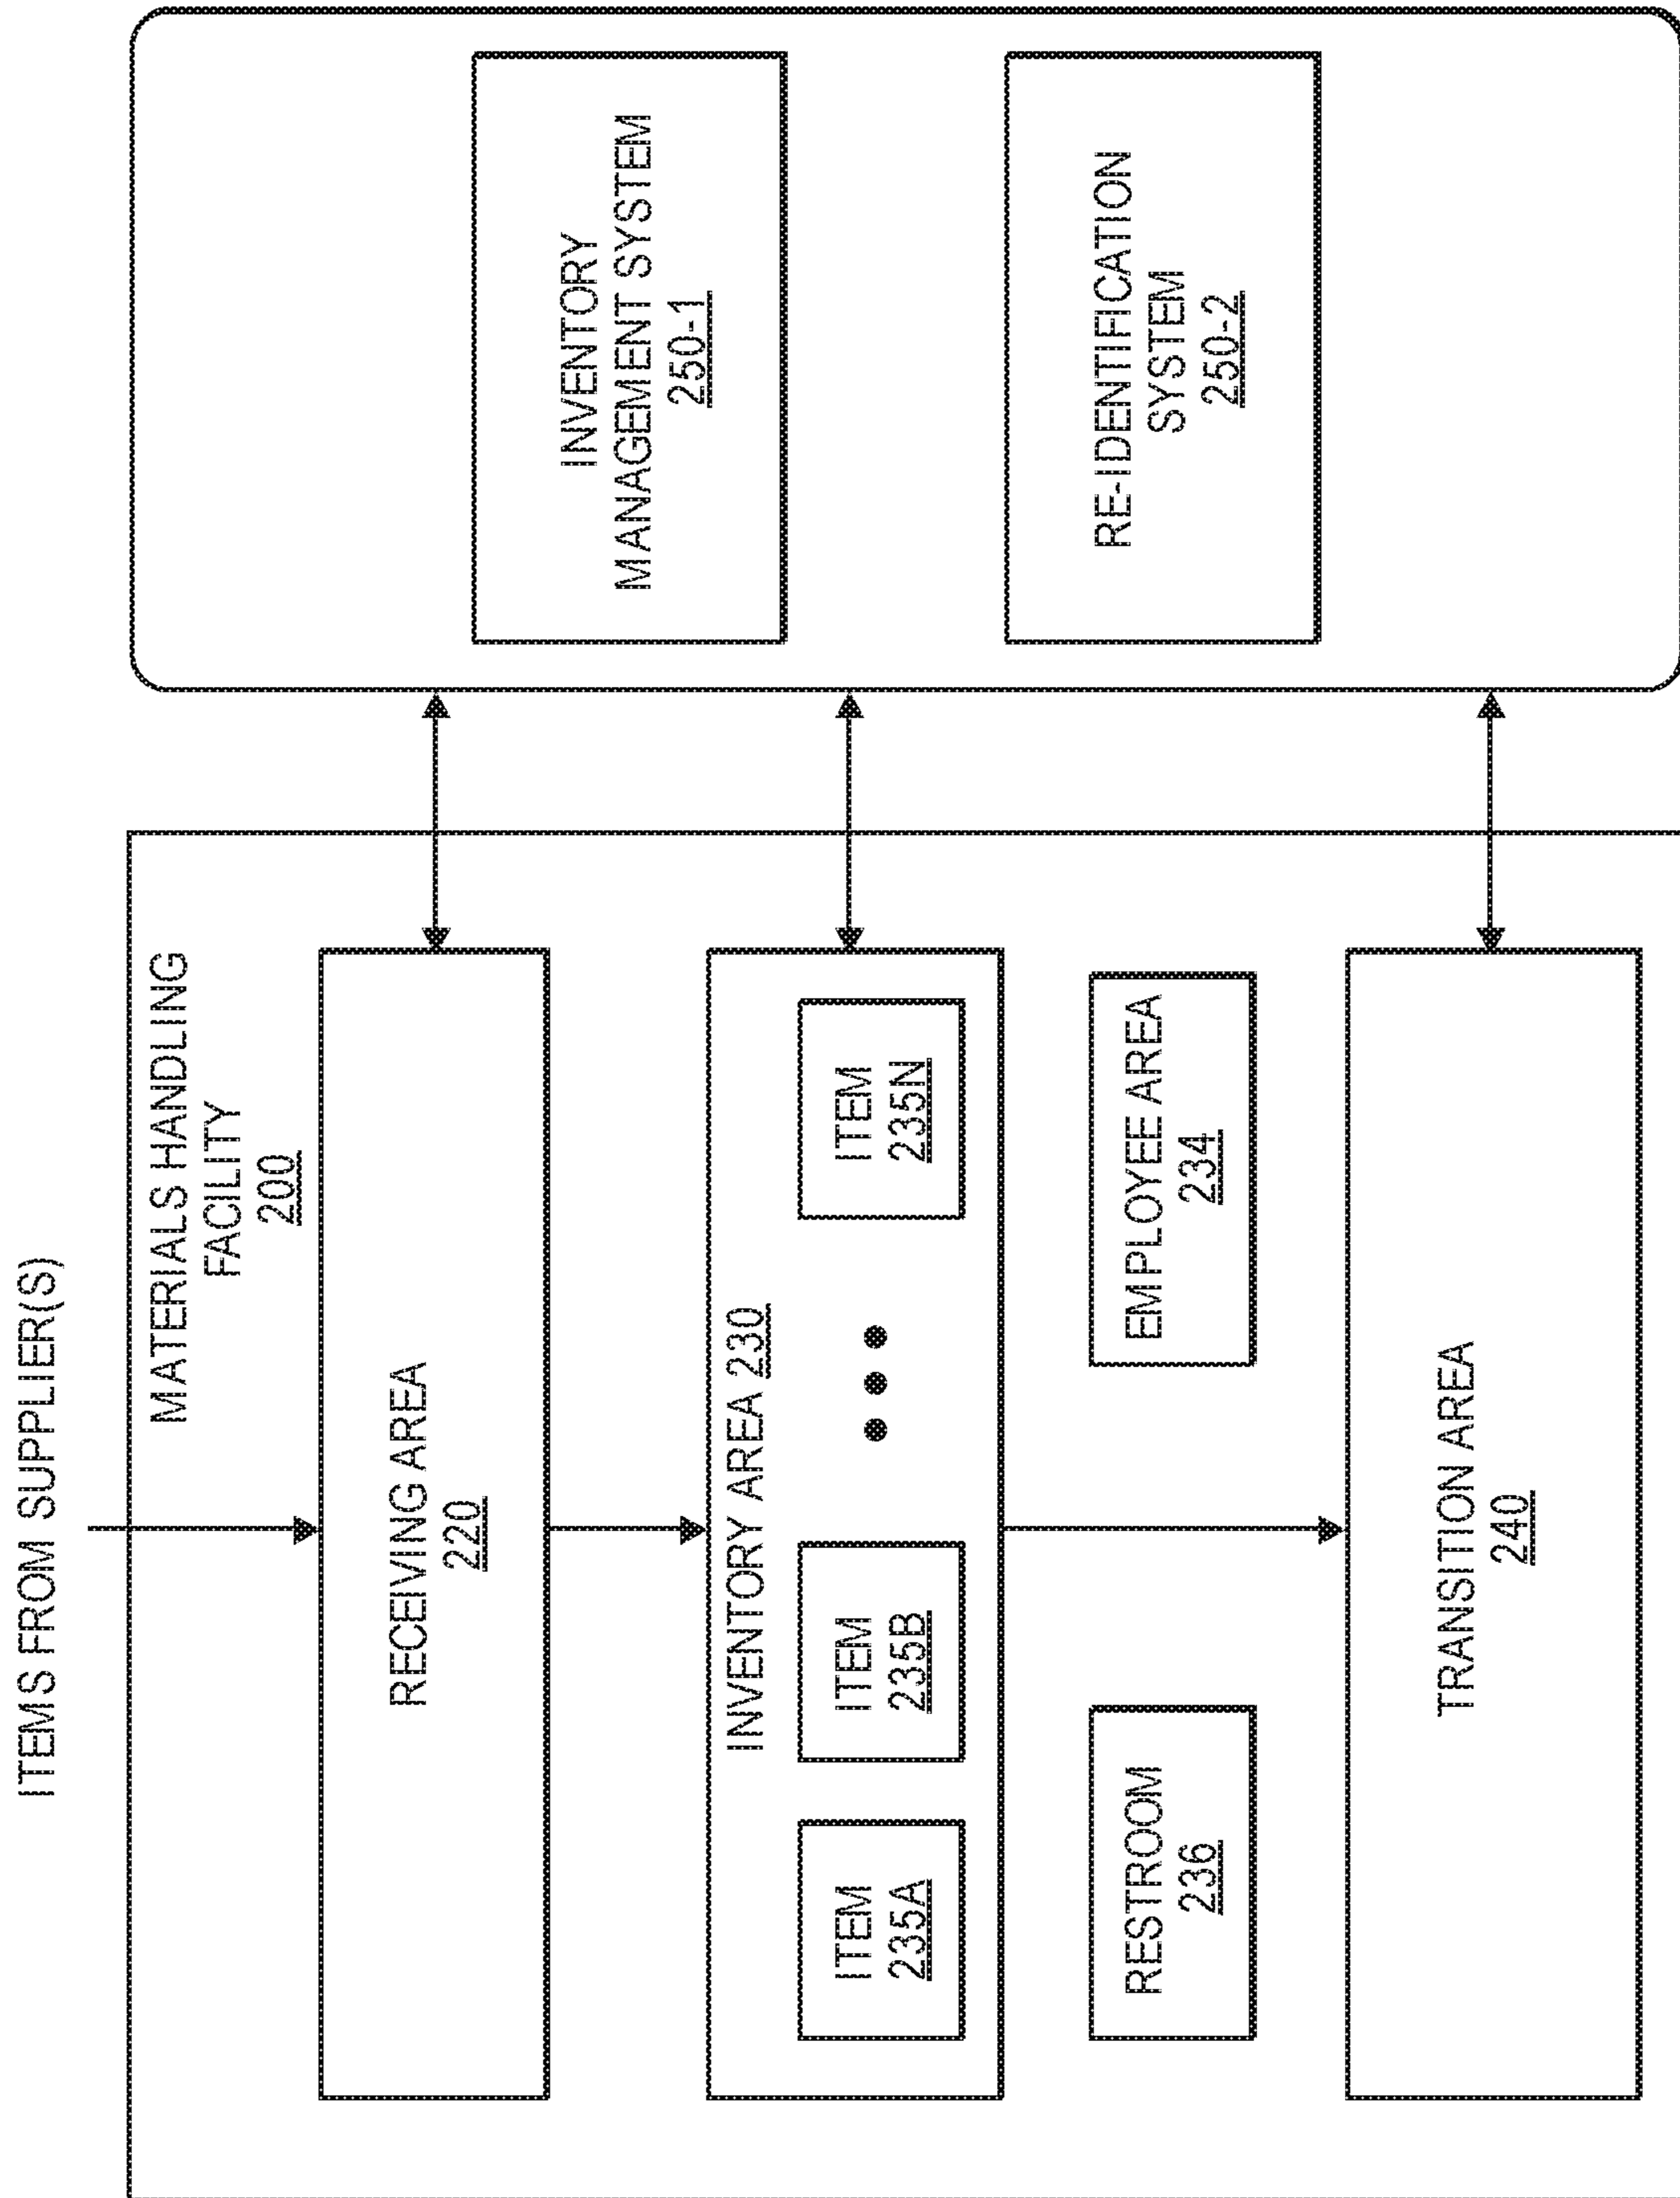 ITEMS FROM SUPPLIER(S)
MATERIALS HANDLING
FACILITY
200
RECEIVING AREA
220
INVENTORY AREA 230
ITEM
235A
ITEM
235B
ITEM
235N
RESTROOM
236
EMPLOYEE AREA
234
TRANSITION AREA
240
INVENTORY
MANAGEMENT SYSTEM
250-1
RE-IDENTIFICATION
SYSTEM
250-2